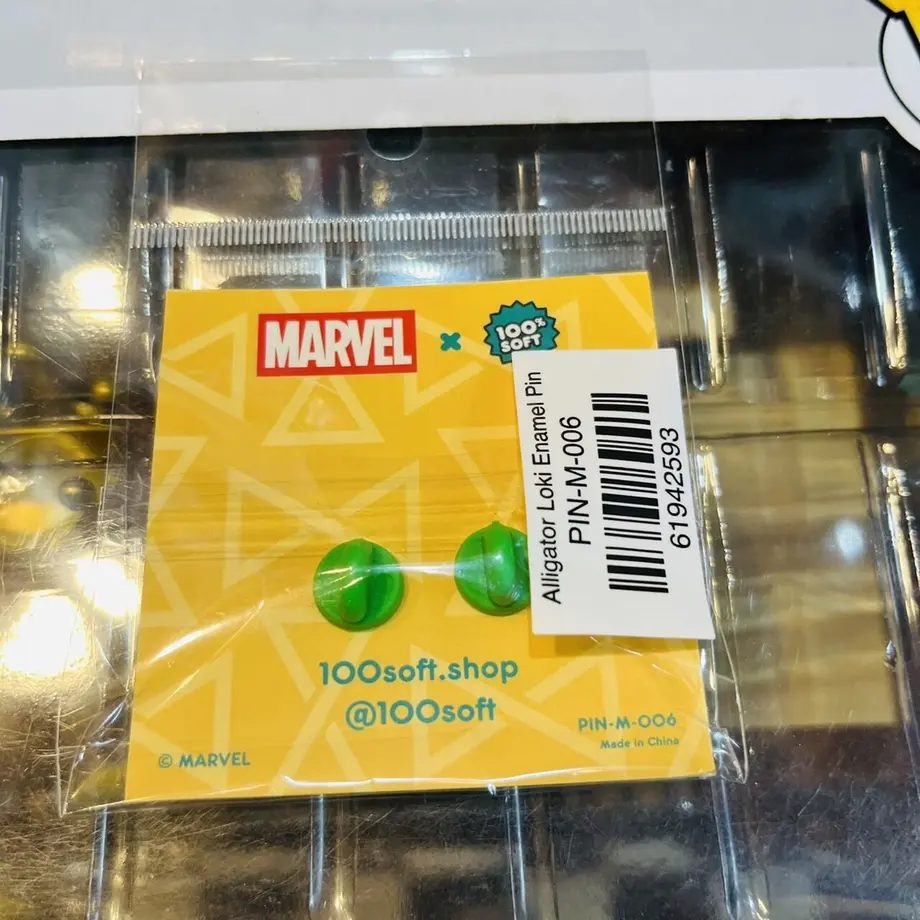 MARVEL × 100% SOFT
Alligator Loki Enamel Pin
PIN-M-006
61942593
100soft.shop
@100soft
PIN-M-006
Made in China
© MARVEL